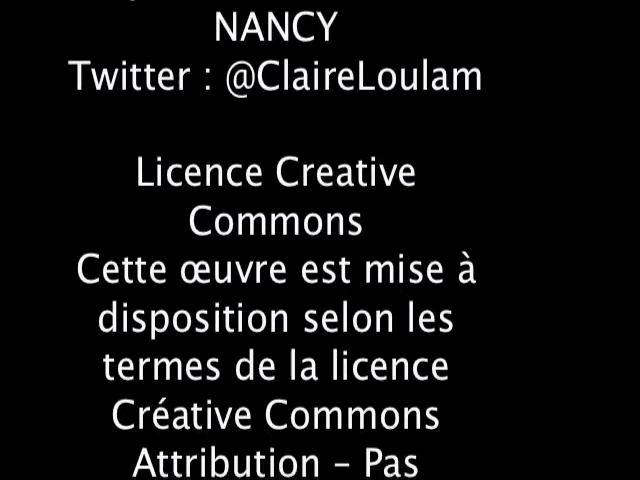 NANCY
Twitter : @ClaireLoulam
Licence Creative
Commons
Cette œuvre est mise à
disposition selon les
termes de la licence
Créative Commons
Attribution – Pas